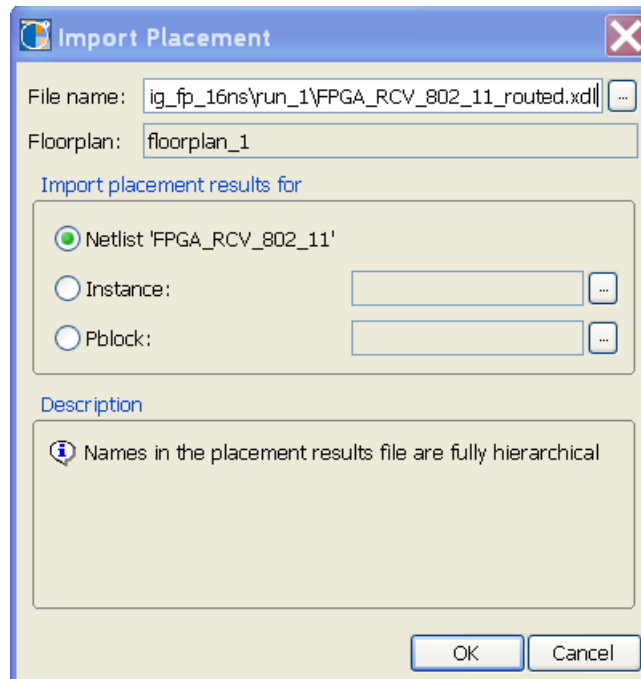 Import Placement
File name: ig_fp_16ns\run_1\FPGA_RCV_802_11_routed.xdl ...
Floorplan: floorplan_1
Import placement results for
Netlist 'FPGA_RCV_802_11'
Instance: ...
Pblock: ...
Description
Names in the placement results file are fully hierarchical
OK Cancel